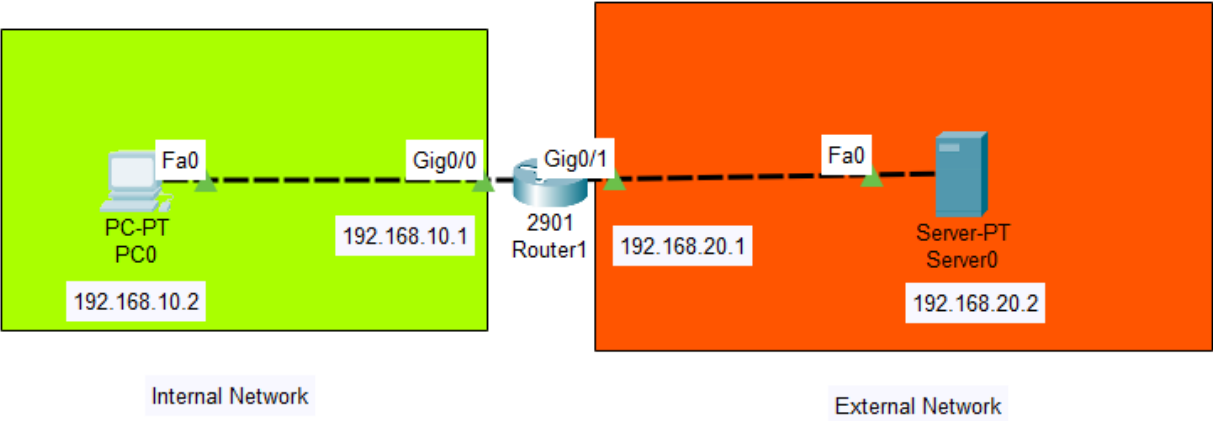 Fa0
Gig0/0
Gig0/1
Fa0
PC-PT
PC0
192.168.10.2
192.168.10.1
2901
Router1
192.168.20.1
Server-PT
Server0
192.168.20.2
Internal Network
External Network